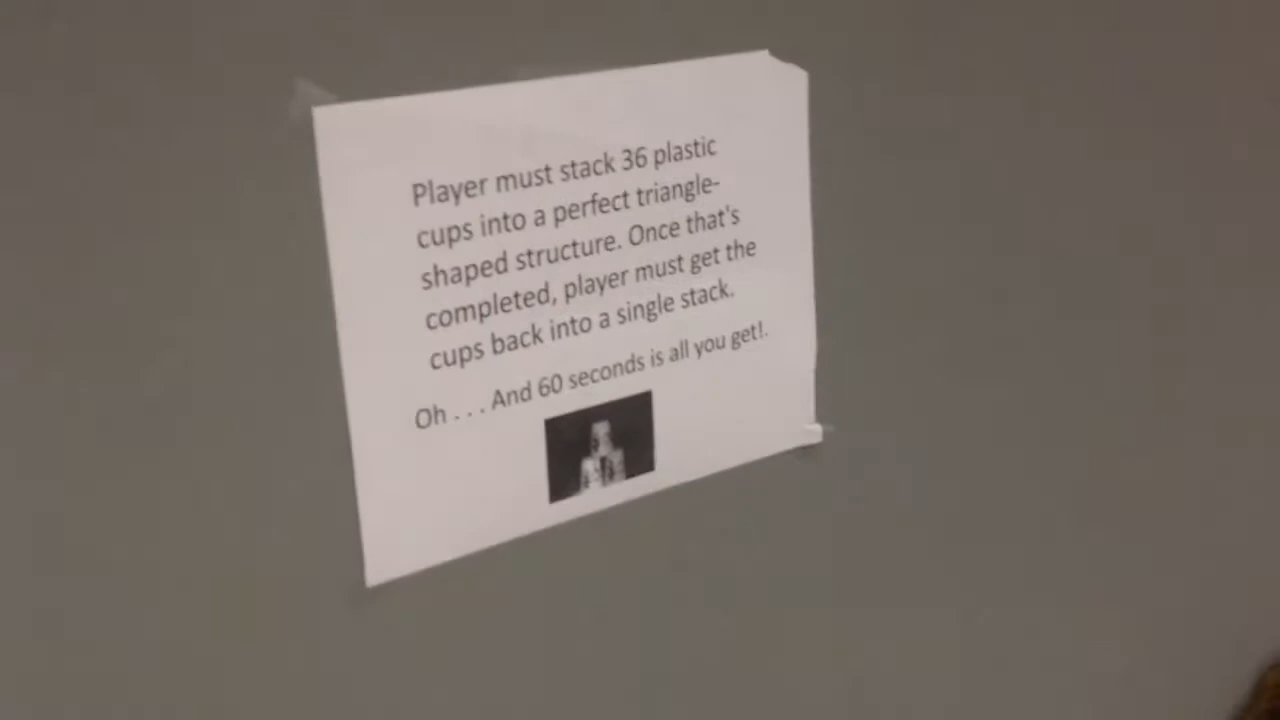 Player must stack 36 plastic
cups into a perfect triangle-
shaped structure. Once that's
completed, player must get the
cups back into a single stack.
Oh . . . And 60 seconds is all you get!.